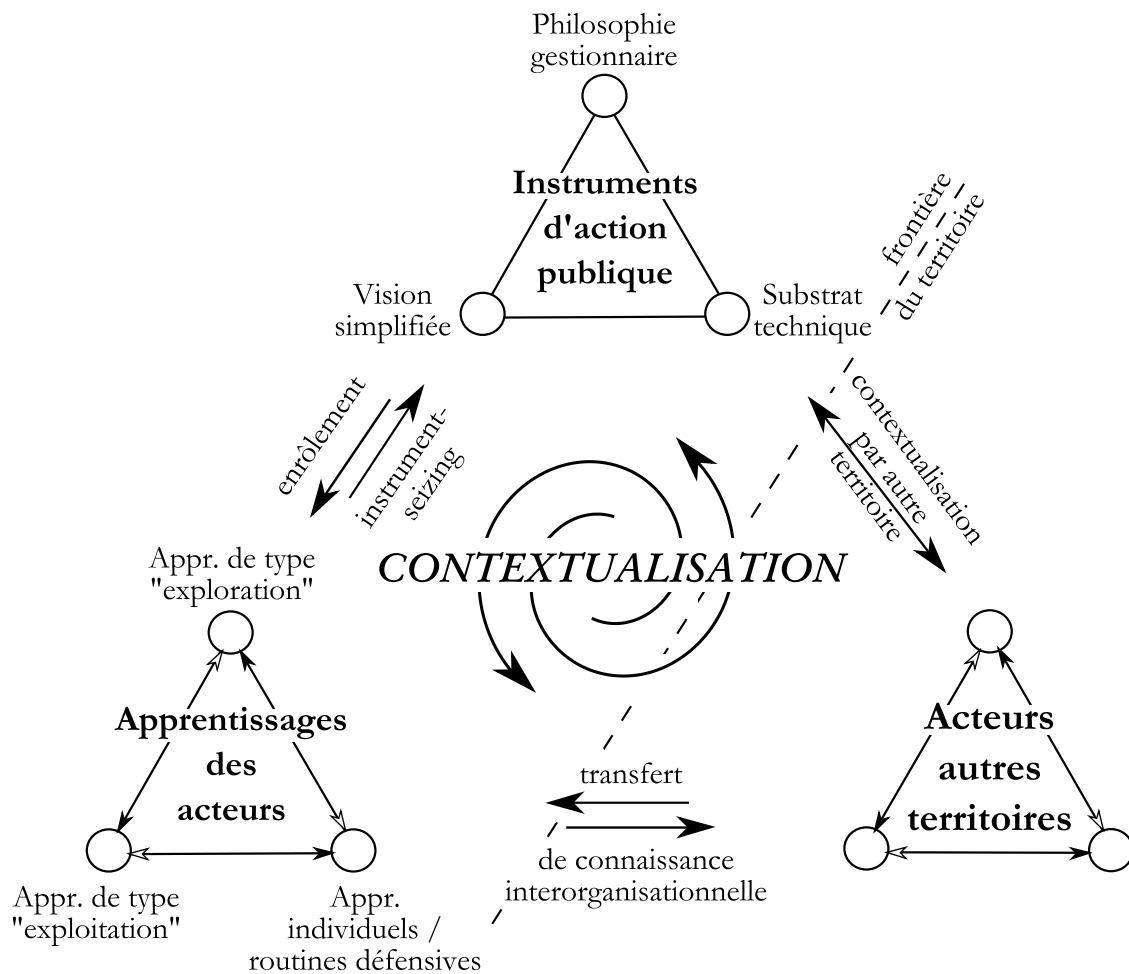 Philosophie
gestionnaire
Instruments
d'action
publique
Vision
simplifiée
Substrat
technique
frontière
du territoire
enrôlement
instrument-
seizing
contextualisation
par autre
territoire
CONTEXTUALISATION
Appr. de type
"exploration"
Apprentissages
des
acteurs
Appr. de type
"exploitation"
Appr.
individuels /
routines défensives
transfert
de connaissance
interorganisationnelle
Acteurs
autres
territoires